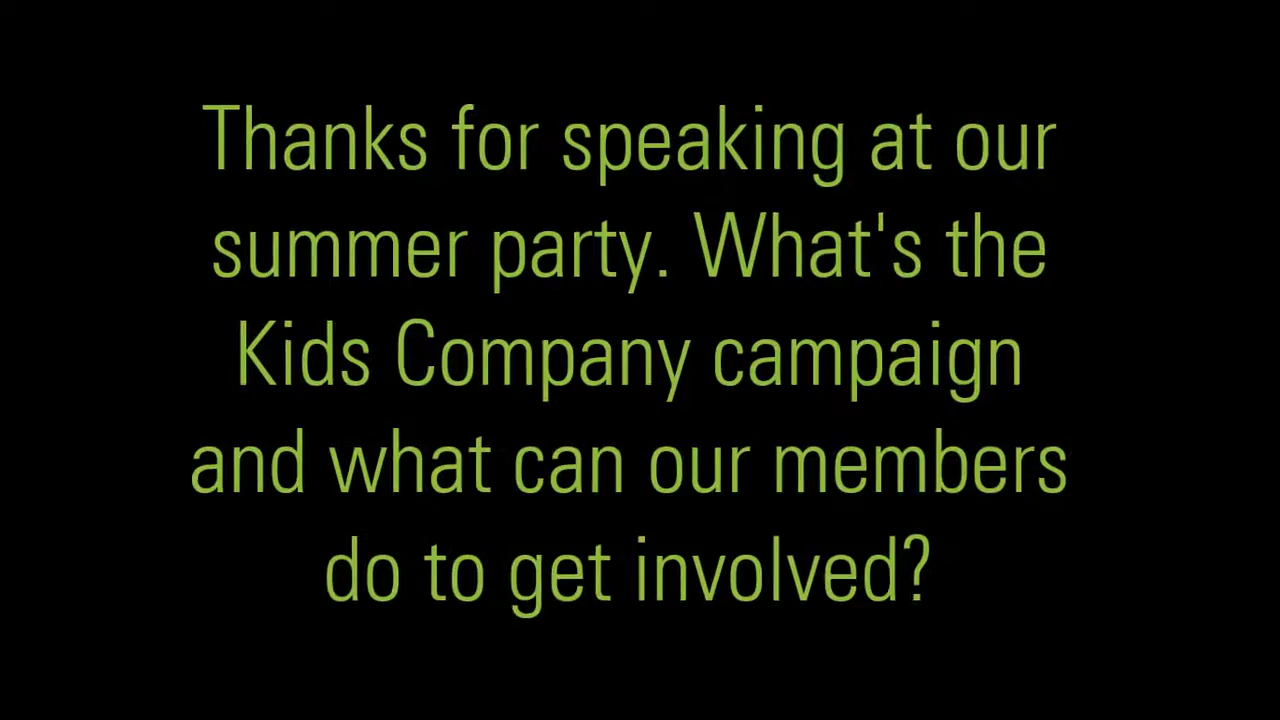 Thanks for speaking at our
summer party. What's the
Kids Company campaign
and what can our members
do to get involved?